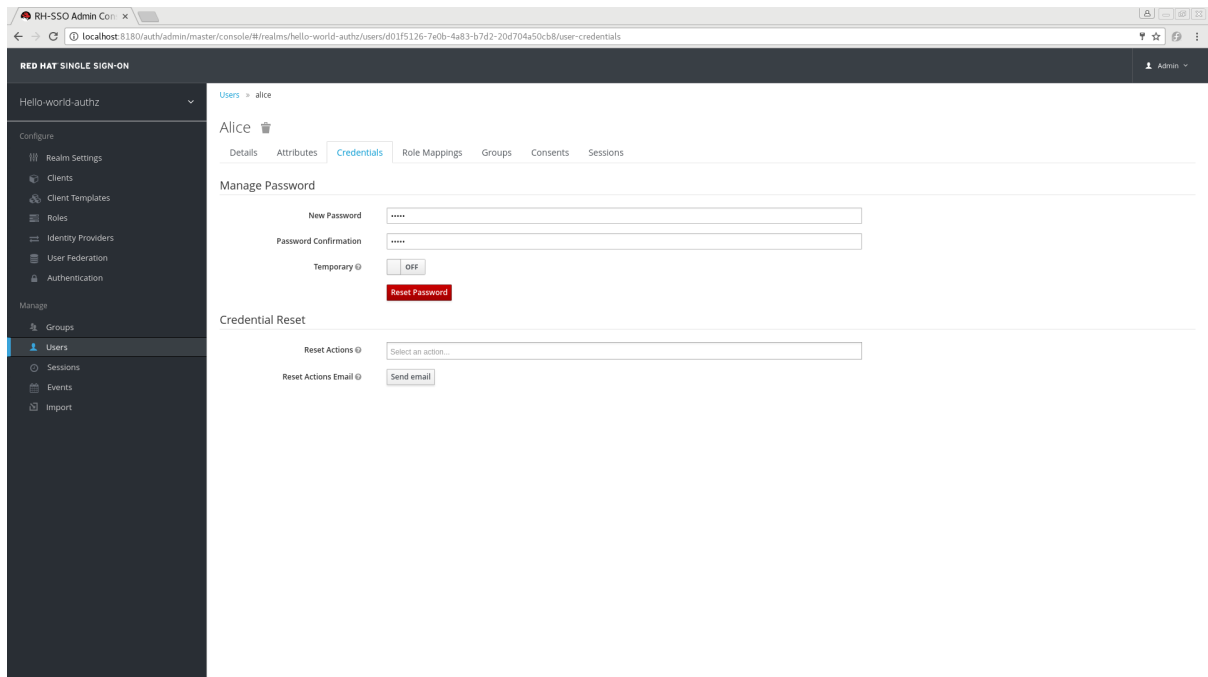 RH-SSO Admin Con
localhost:8180/auth/admin/master/console/#/realms/hello-world-authz/users/d01f5126-7e0b-4a83-b7d2-20d704a50cb8/user-credentials
RED HAT SINGLE SIGN-ON
Admin
Hello-world-authz
Configure
Realm Settings
Clients
Client Templates
Roles
Identity Providers
User Federation
Authentication
Manage
Groups
Users
Sessions
Events
Import
Users » alice
Alice
Details Attributes Credentials Role Mappings Groups Consents Sessions
Manage Password
New Password •••••
Password Confirmation •••••
Temporary OFF
Reset Password
Credential Reset
Reset Actions Select an action...
Reset Actions Email Send email